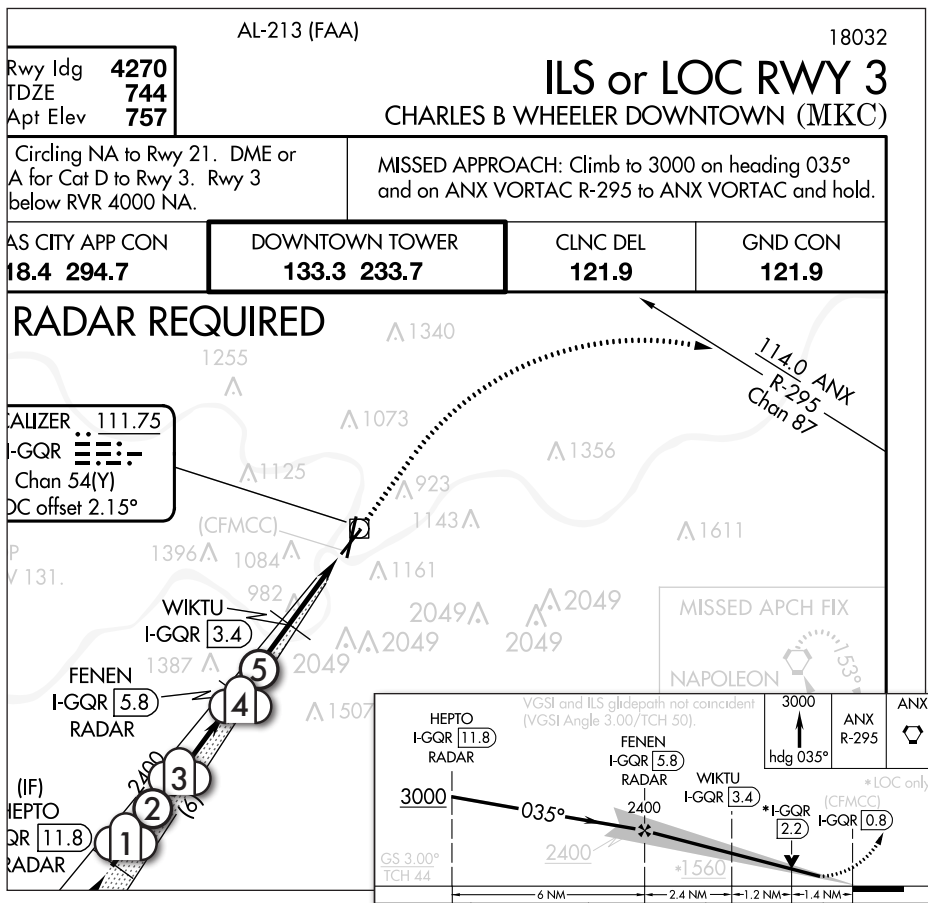 AL-213 (FAA)
18032
Rwy ldg 4270
TDZE 744
Apt Elev 757
ILS or LOC RWY 3
CHARLES B WHEELER DOWNTOWN (MKC)
Circling NA to Rwy 21. DME or
A for Cat D to Rwy 3. Rwy 3
below RVR 4000 NA.
MISSED APPROACH: Climb to 3000 on heading 035°
and on ANX VORTAC R-295 to ANX VORTAC and hold.
AS CITY APP CON
18.4 294.7
DOWNTOWN TOWER
133.3 233.7
CLNC DEL
121.9
GND CON
121.9
RADAR REQUIRED
1340
1255
114.0 ANX
R-295
Chan 87
CALIZER 111.75
I-GQR
Chan 54(Y)
OC offset 2.15°
1073
1356
1125
923
1143
(CFMCC)
1611
P
V 131.
1396
1084
1161
982
WIKTU
I-GQR 3.4
2049
2049
2049
2049
2049
MISSED APCH FIX
NAPOLEON
153°
1387
5
FENEN
I-GQR 5.8
RADAR
4
1507
2400
3
(6)
2
1
(IF)
HEPTO
QR 11.8
RADAR
VGSI and ILS glidepath not coincident
(VGSI Angle 3.00/TCH 50).
3000
hdg 035°
ANX
R-295
ANX
HEPTO
I-GQR 11.8
RADAR
FENEN
I-GQR 5.8
RADAR
WIKTU
I-GQR 3.4
*LOC only
*I-GQR
2.2
(CFMCC)
I-GQR 0.8
3000
035°
2400
2400
*1560
GS 3.00°
TCH 44
6 NM
2.4 NM
1.2 NM
1.4 NM